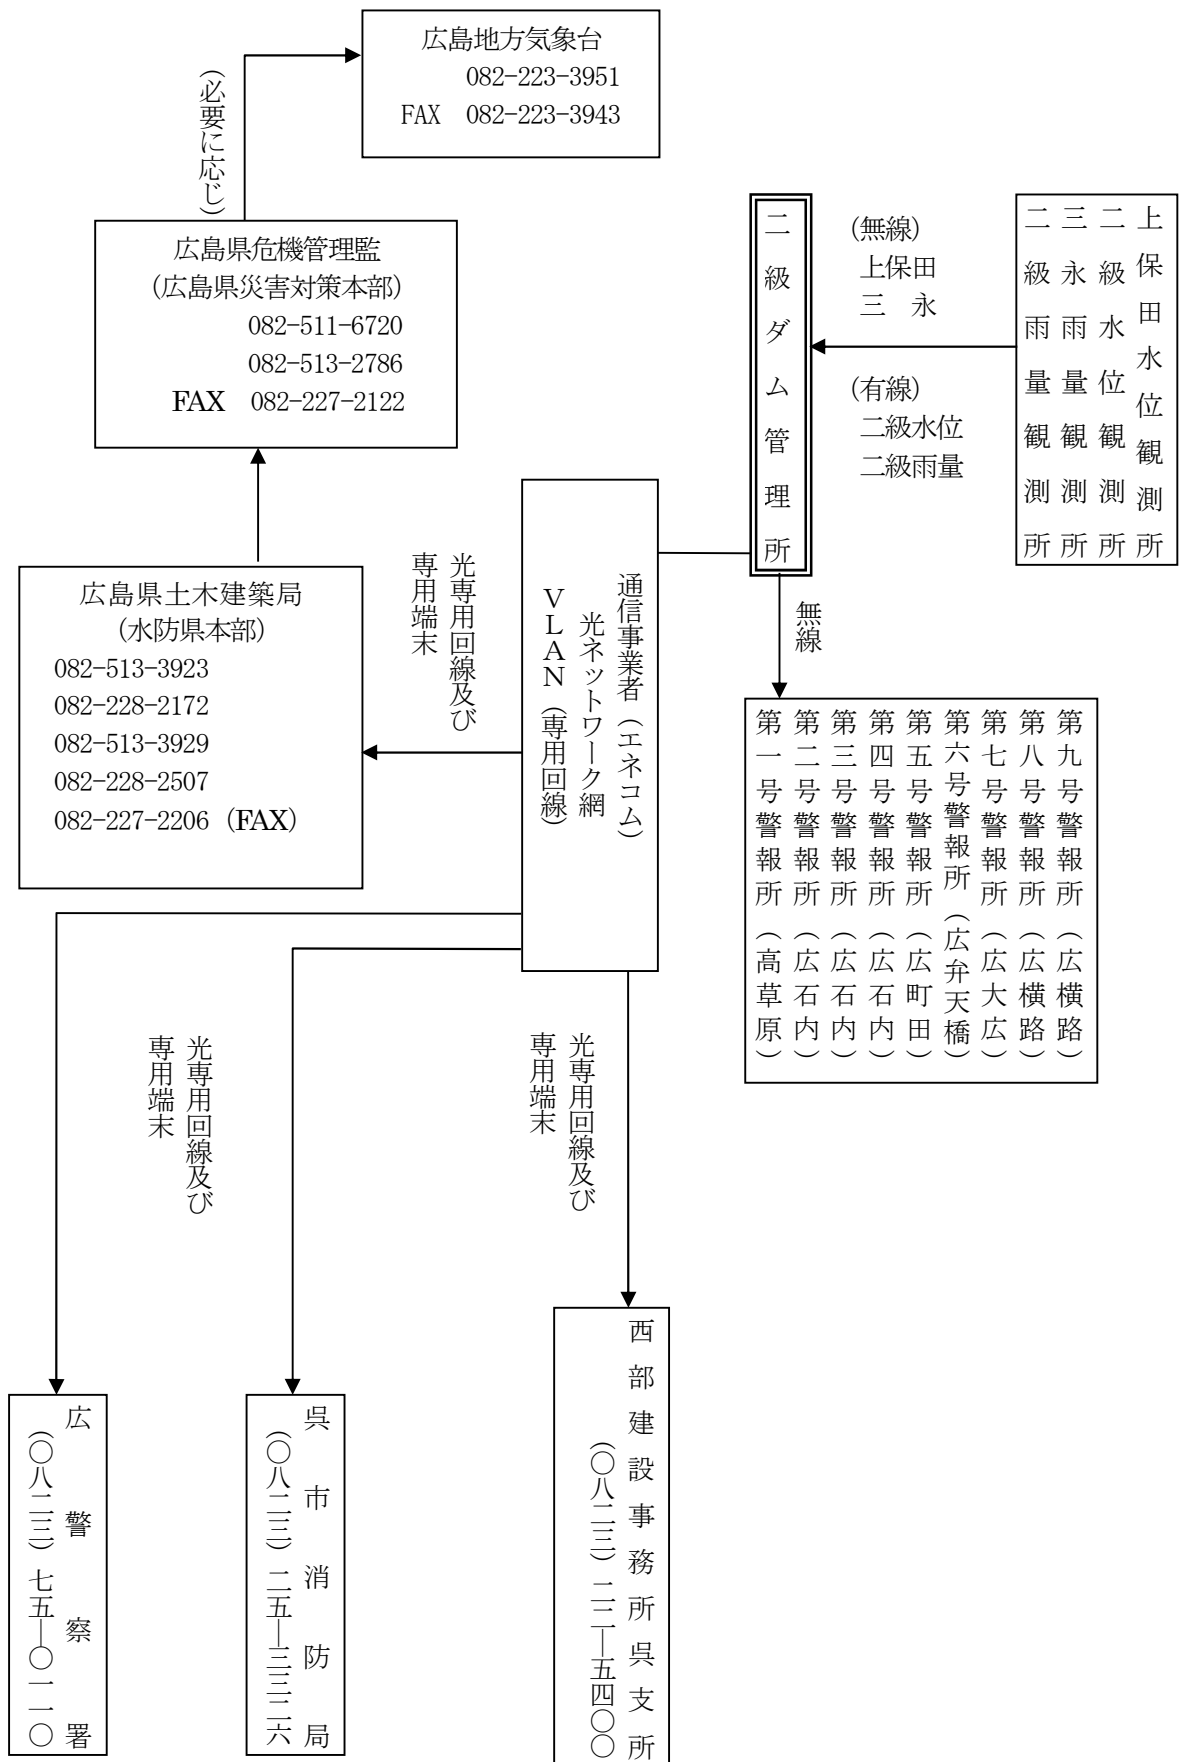 広島地方気象台
082-223-3951
FAX 082-223-3943
(必要に応じ)
広島県危機管理監
(広島県災害対策本部)
082-511-6720
082-513-2786
FAX 082-227-2122
広島県土木建築局
(水防県本部)
082-513-3923
082-228-2172
082-513-3929
082-228-2507
082-227-2206 (FAX)
上保田水位観測所
二級水位観測所
三永雨量観測所
二級雨量観測所
(無線)
上保田
三 永
(有線)
二級水位
二級雨量
二級ダム管理所
無線
第九号警報所(広横路)
第八号警報所(広横路)
第七号警報所(広大広)
第六号警報所(広弁天橋)
第五号警報所(広町田)
第四号警報所(広石内)
第三号警報所(広石内)
第二号警報所(広石内)
第一号警報所(高草原)
通信事業者(エネコム)
光ネットワーク網
VLAN(専用回線)
光専用回線及び
専用端末
光専用回線及び
専用端末
光専用回線及び
専用端末
西部建設事務所呉支所
(〇八二三)二二―五四〇〇
呉市消防局
(〇八二三)二五―三三二六
広警察署
(〇八二三)七五―〇一一〇